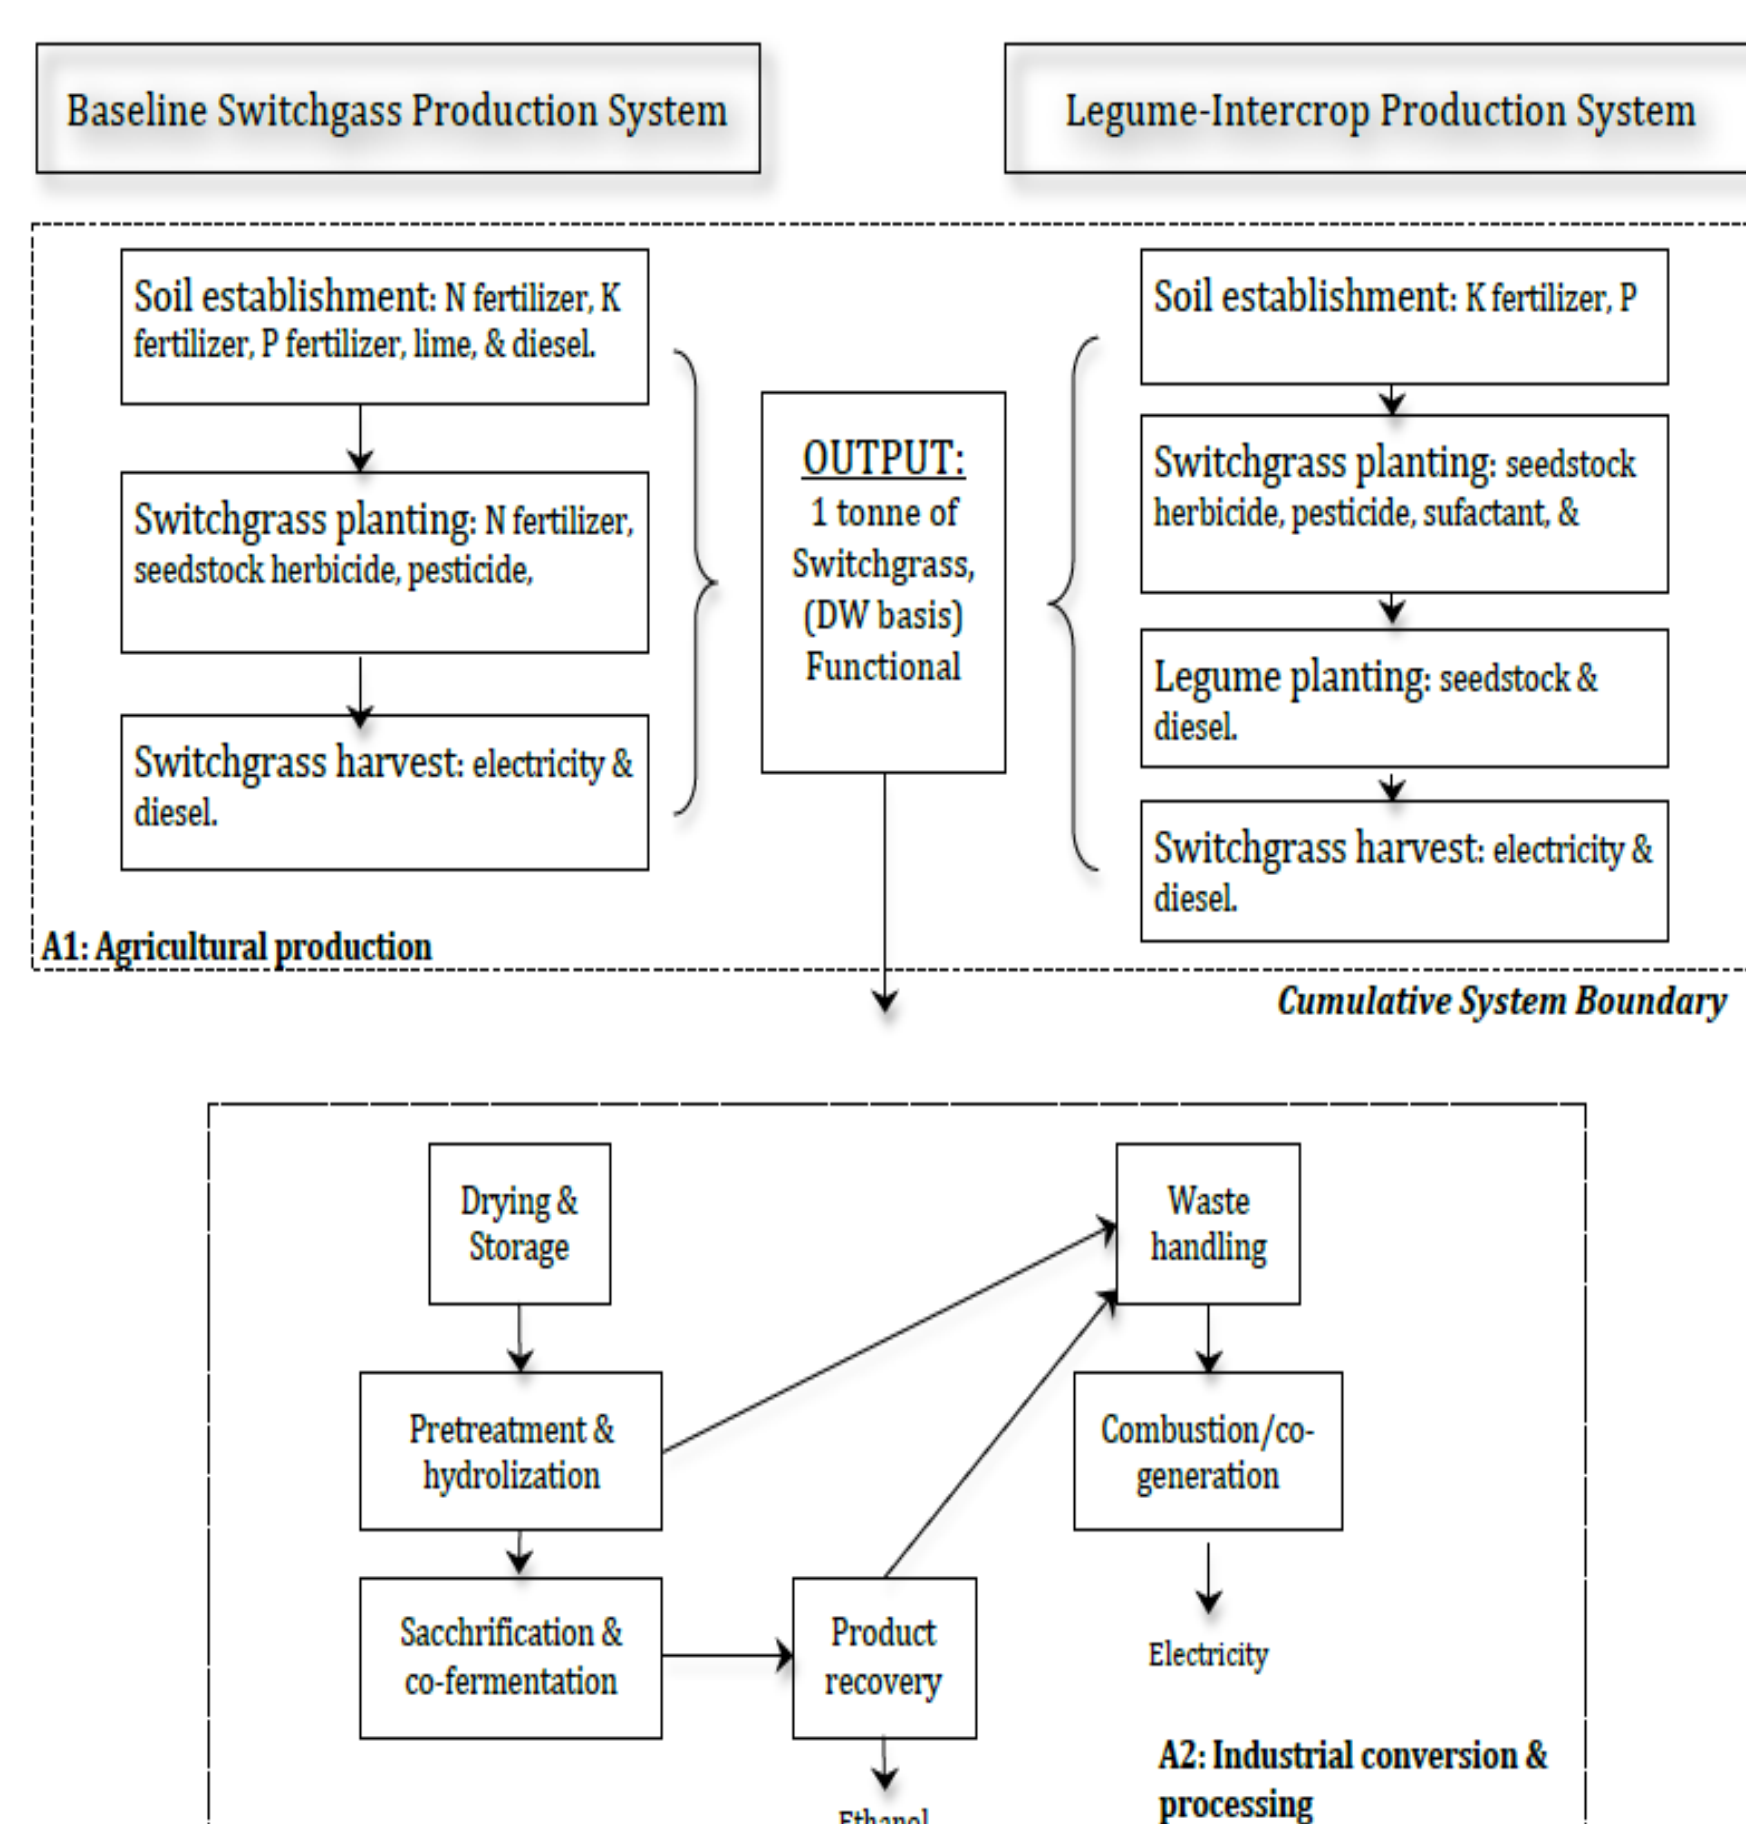 Baseline Switchgass Production System
Legume-Intercrop Production System
Soil establishment: N fertilizer, K
fertilizer, P fertilizer, lime, & diesel.
Switchgrass planting: N fertilizer,
seedstock herbicide, pesticide,
Switchgrass harvest: electricity &
diesel.
OUTPUT:
1 tonne of
Switchgrass,
(DW basis)
Functional
Soil establishment: K fertilizer, P
Switchgrass planting: seedstock
herbicide, pesticide, sufactant, &
Legume planting: seedstock &
diesel.
Switchgrass harvest: electricity &
diesel.
A1: Agricultural production
Cumulative System Boundary
Drying &
Storage
Pretreatment &
hydrolization
Sacchrification &
co-fermentation
Product
recovery
Ethanol
Waste
handling
Combustion/co-
generation
Electricity
A2: Industrial conversion &
processing